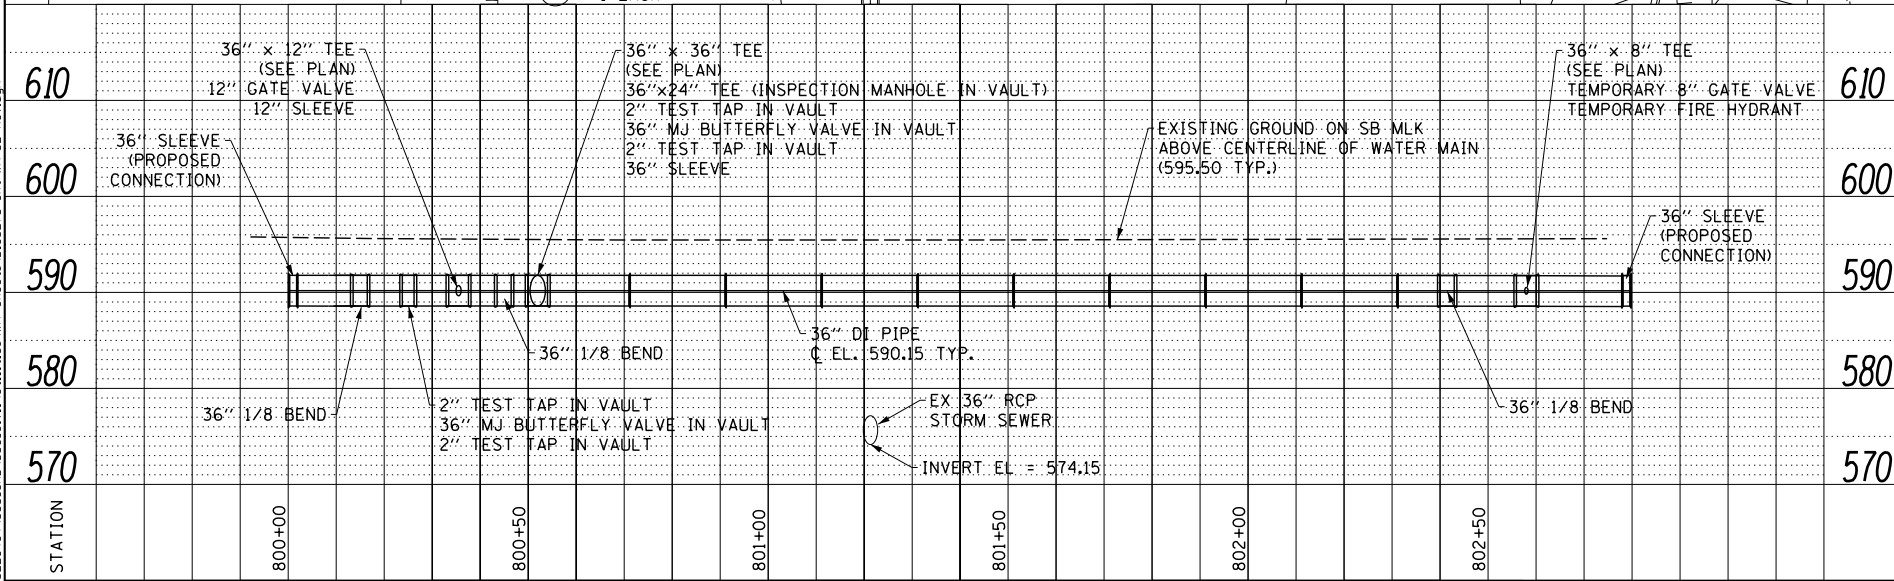 36" x 12" TEE
(SEE PLAN)
12" GATE VALVE
12" SLEEVE
36" x 36" TEE
(SEE PLAN)
36"x24" TEE (INSPECTION MANHOLE IN VAULT)
2" TEST TAP IN VAULT
36" MJ BUTTERFLY VALVE IN VAULT
2" TEST TAP IN VAULT
36" SLEEVE
36" x 8" TEE
(SEE PLAN)
TEMPORARY 8" GATE VALVE
TEMPORARY FIRE HYDRANT
610
610
36" SLEEVE
(PROPOSED
CONNECTION)
EXISTING GROUND ON SB MLK
ABOVE CENTERLINE OF WATER MAIN
(595.50 TYP.)
600
600
36" SLEEVE
(PROPOSED
CONNECTION)
590
590
36" DI PIPE
℄ EL. 590.15 TYP.
36" 1/8 BEND
580
580
36" 1/8 BEND
2" TEST TAP IN VAULT
36" MJ BUTTERFLY VALVE IN VAULT
2" TEST TAP IN VAULT
EX 36" RCP
STORM SEWER
36" 1/8 BEND
INVERT EL = 574.15
570
570
STATION
800+00
800+50
801+00
801+50
802+00
802+50